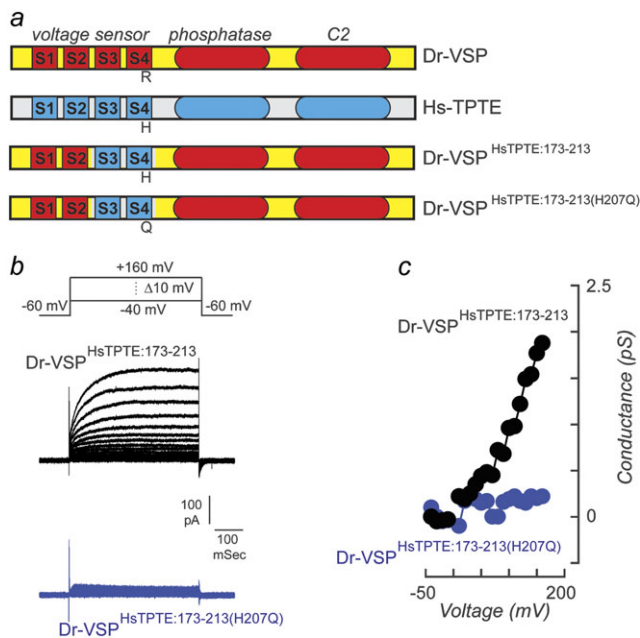 a
voltage sensor phosphatase C2
S1 S2 S3 S4 Dr-VSP
R
S1 S2 S3 S4 Hs-TPTE
H
S1 S2 S3 S4 Dr-VSP HsTPTE:173-213
H
S1 S2 S3 S4 Dr-VSP HsTPTE:173-213(H207Q)
Q
b
+160 mV
Δ10 mV
-60 mV -40 mV -60 mV
Dr-VSP HsTPTE:173-213
100
pA
100
mSec
Dr-VSP HsTPTE:173-213(H207Q)
c
2.5
Dr-VSP HsTPTE:173-213
Conductance (pS)
0
Dr-VSP HsTPTE:173-213(H207Q)
-50 200
Voltage (mV)